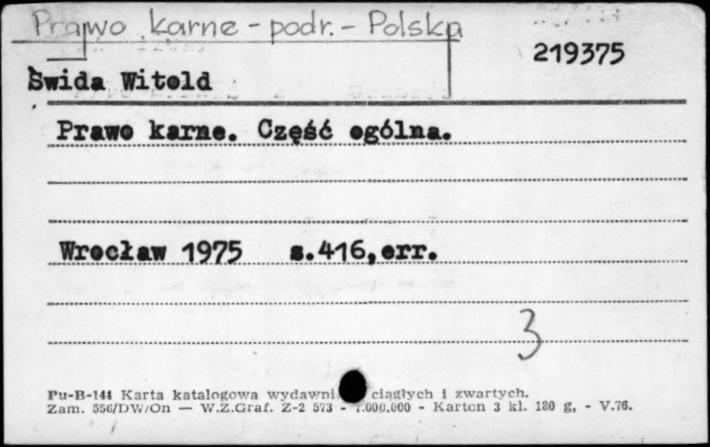 Prawo karne - podr. - Polska
219375
Świda Witold
Prawo karne. Część ogólna.
Wrocław 1975 s.416,err.
3
Pu-B-144 Karta katalogowa ciągłych i zwartych.
Zam. 556/DW/On — W.Z.Graf. Z-2 573 - 1.000.000 - Karton 3 kl. 180 g, - V.76.